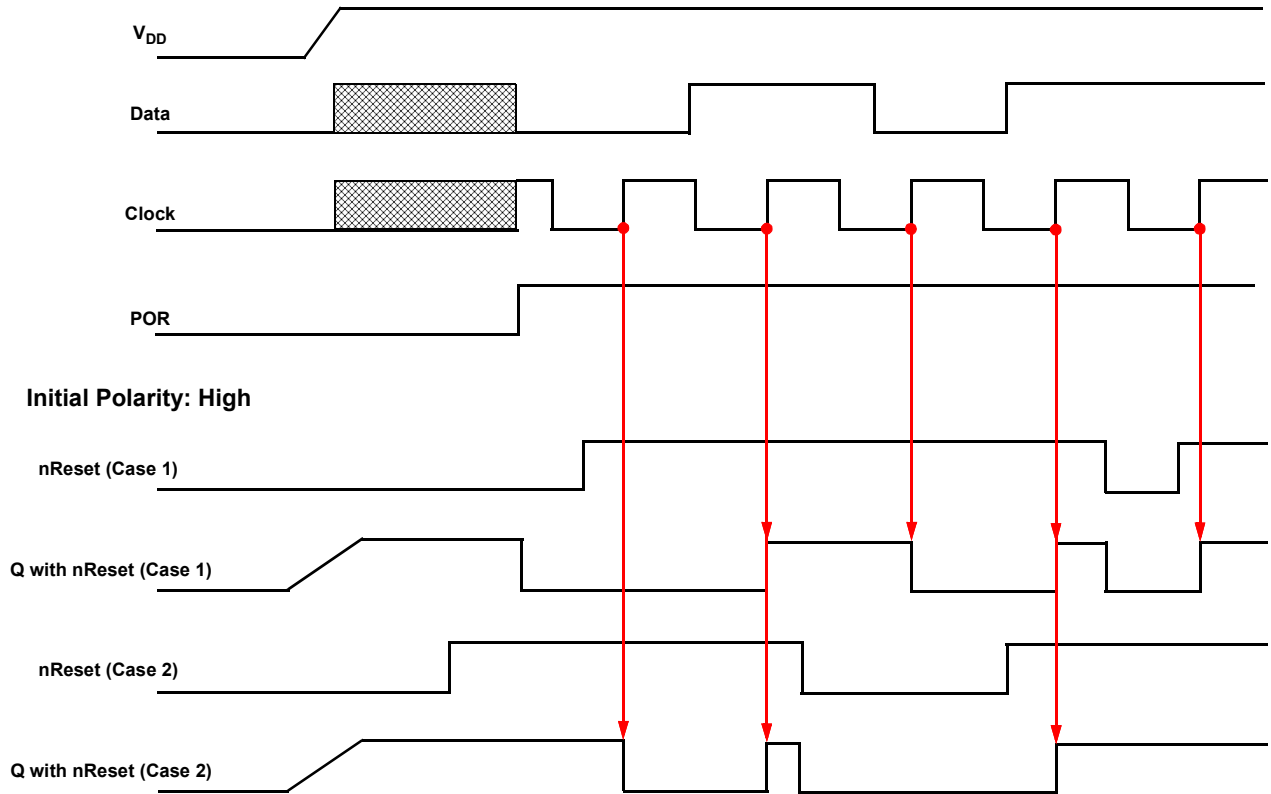 VDD
Data
Clock
POR
Initial Polarity: High
nReset (Case 1)
Q with nReset (Case 1)
nReset (Case 2)
Q with nReset (Case 2)